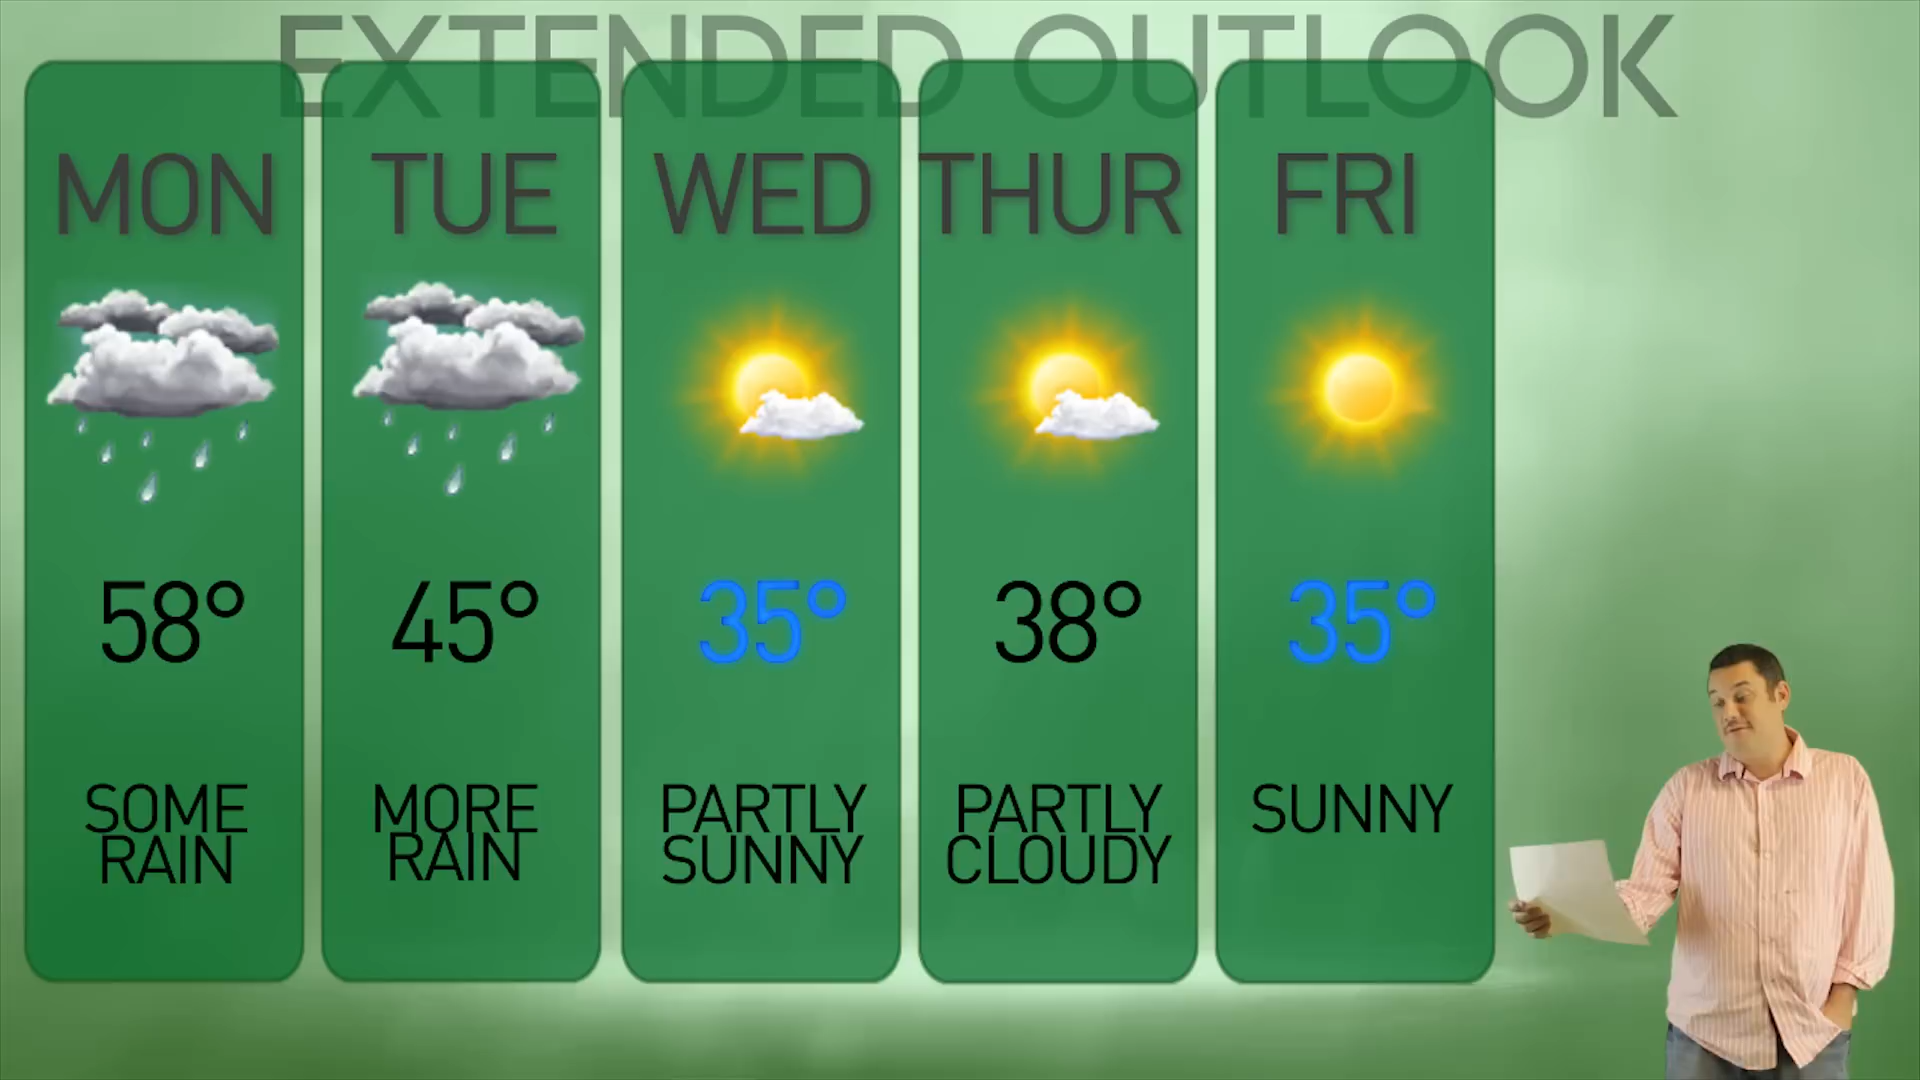 EXTENDED OUTLOOK
MON
TUE
WED
THUR
FRI
58°
45°
35°
38°
35°
SOME
RAIN
MORE
RAIN
PARTLY
SUNNY
PARTLY
CLOUDY
SUNNY